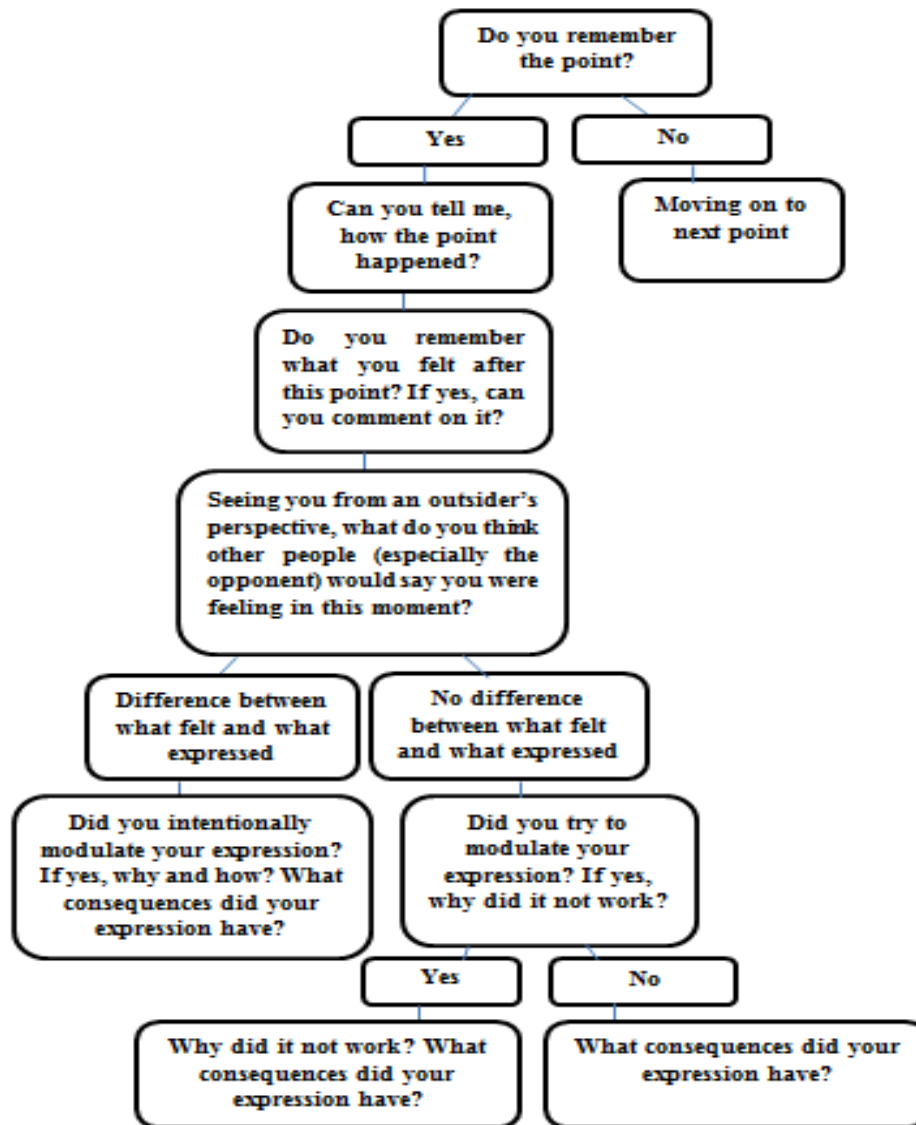 Do you remember
the point?
Yes
No
Can you tell me,
how the point
happened?
Moving on to
next point
Do you remember
what you felt after
this point? If yes, can
you comment on it?
Seeing you from an outsider's
perspective, what do you think
other people (especially the
opponent) would say you were
feeling in this moment?
Difference between
what felt and what
expressed
No difference
between what felt
and what expressed
Did you intentionally
modulate your expression?
If yes, why and how? What
consequences did your
expression have?
Did you try to
modulate your
expression? If yes,
why did it not work?
Yes
No
Why did it not work? What
consequences did your
expression have?
What consequences did your
expression have?